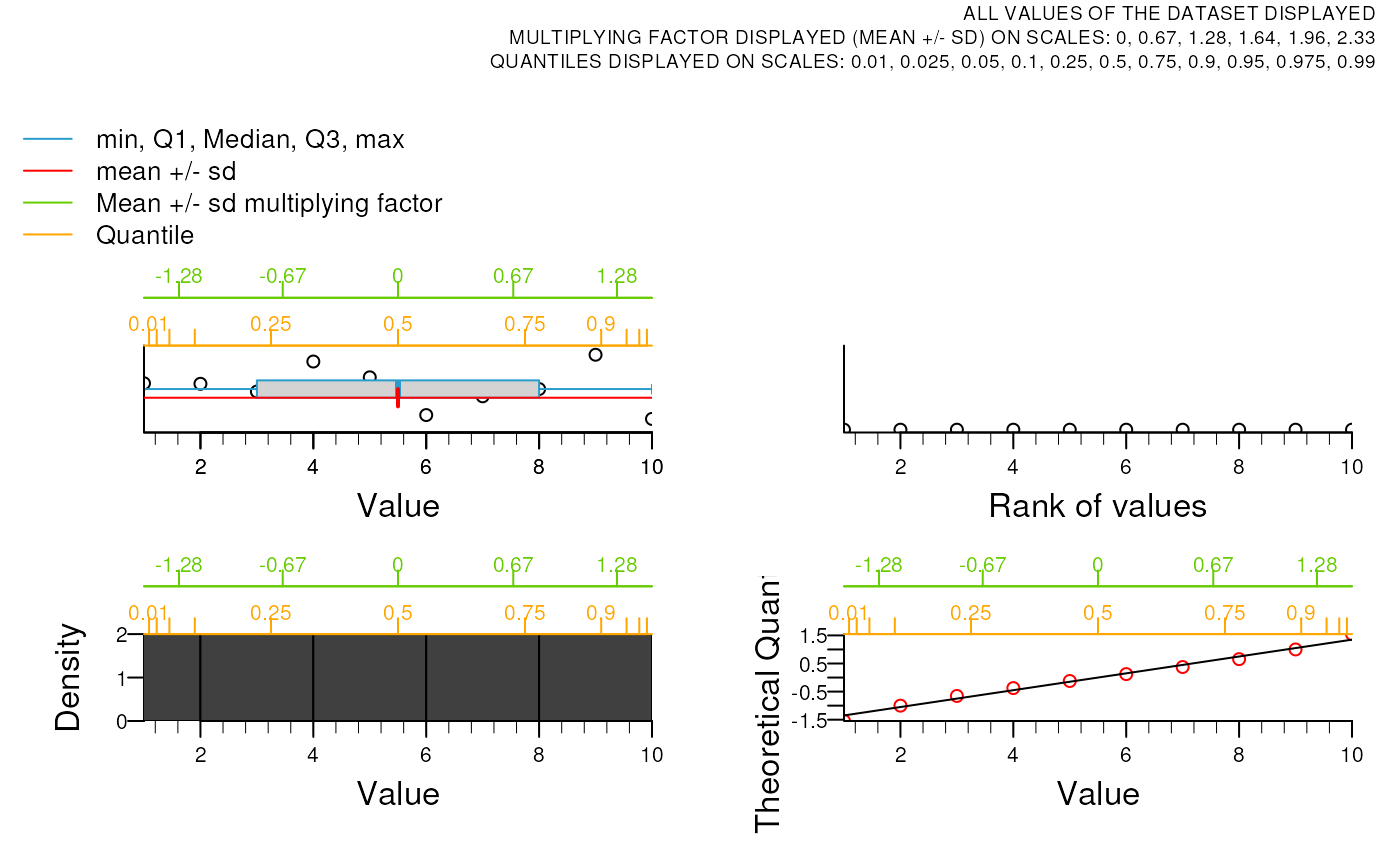 ALL VALUES OF THE DATASET DISPLAYED
MULTIPLYING FACTOR DISPLAYED (MEAN +/- SD) ON SCALES: 0, 0.67, 1.28, 1.64, 1.96, 2.33
QUANTILES DISPLAYED ON SCALES: 0.01, 0.025, 0.05, 0.1, 0.25, 0.5, 0.75, 0.9, 0.95, 0.975, 0.99
min, Q1, Median, Q3, max
mean +/- sd
Mean +/- sd multiplying factor
Quantile
-1.28 -0.67 0 0.67 1.28
0.01 0.25 0.5 0.75 0.9
2 4 6 8 10
Value
2 4 6 8 10
Rank of values
-1.28 -0.67 0 0.67 1.28
0.01 0.25 0.5 0.75 0.9
Density
2
1
0
2 4 6 8 10
Value
-1.28 -0.67 0 0.67 1.28
0.01 0.25 0.5 0.75 0.9
Theoretical Quan
1.5
0.5
-0.5
-1.5
2 4 6 8 10
Value